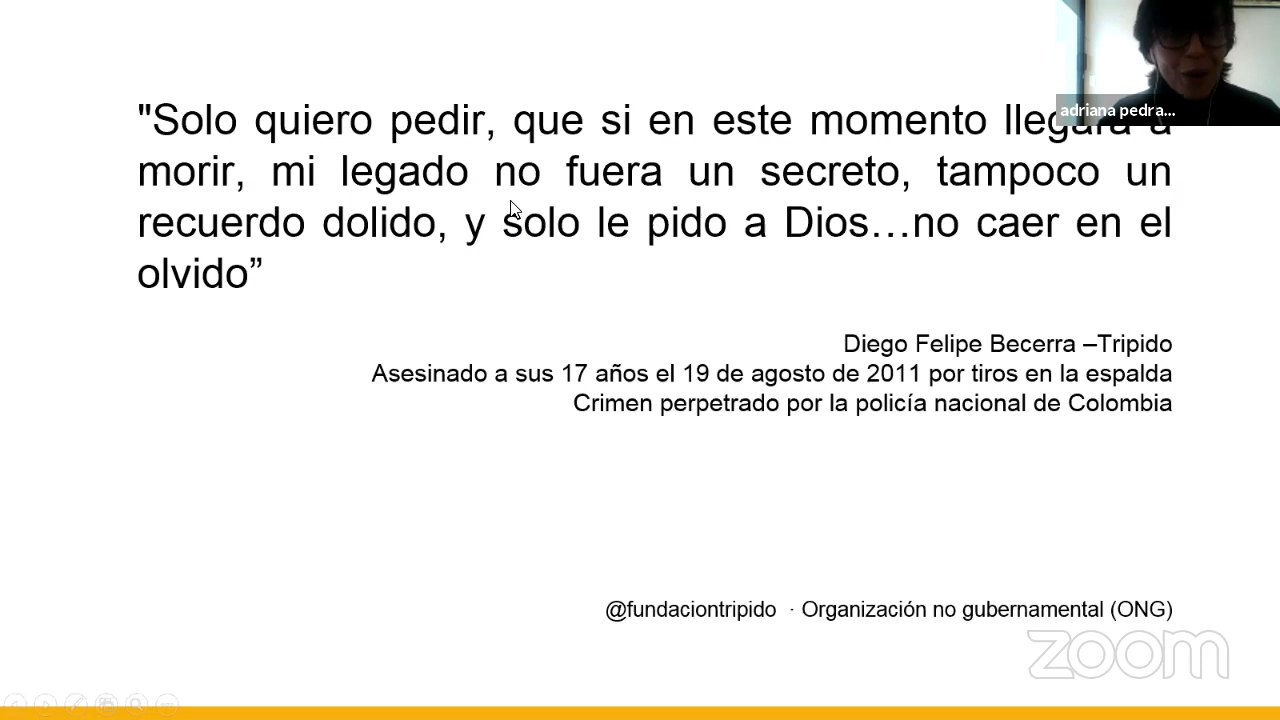 adriana pedra...
"Solo quiero pedir, que si en este momento llegara a
morir, mi legado no fuera un secreto, tampoco un
recuerdo dolido, y solo le pido a Dios…no caer en el
olvido”
Diego Felipe Becerra –Tripido
Asesinado a sus 17 años el 19 de agosto de 2011 por tiros en la espalda
Crimen perpetrado por la policía nacional de Colombia
@fundaciontripido · Organización no gubernamental (ONG)
zoom